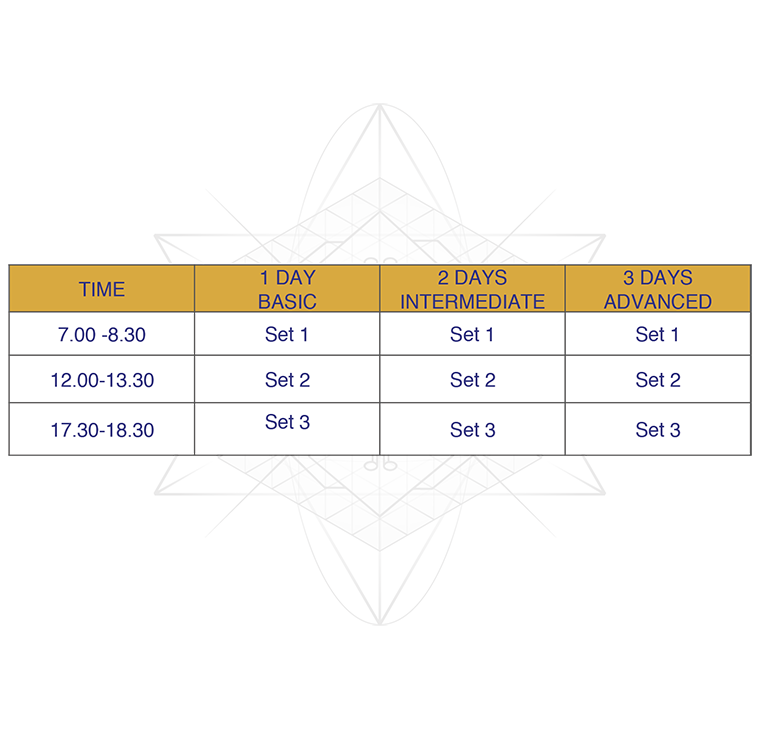 TIME
1 DAY
BASIC
2 DAYS
INTERMEDIATE
3 DAYS
ADVANCED
7.00 -8.30
Set 1
Set 1
Set 1
12.00-13.30
Set 2
Set 2
Set 2
17.30-18.30
Set 3
Set 3
Set 3